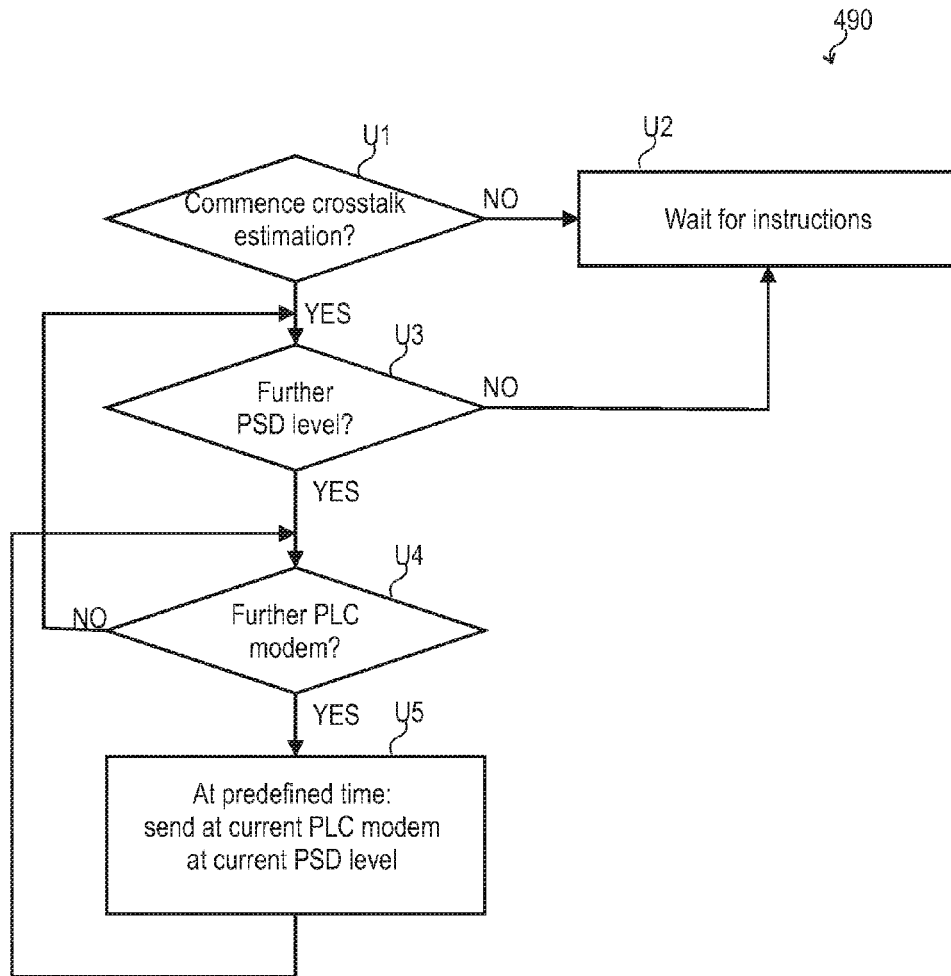 490
U1
Commence crosstalk
estimation?
NO
U2
Wait for instructions
YES
U3
Further
PSD level?
NO
YES
U4
Further PLC
modem?
NO
YES
U5
At predefined time:
send at current PLC modem
at current PSD level